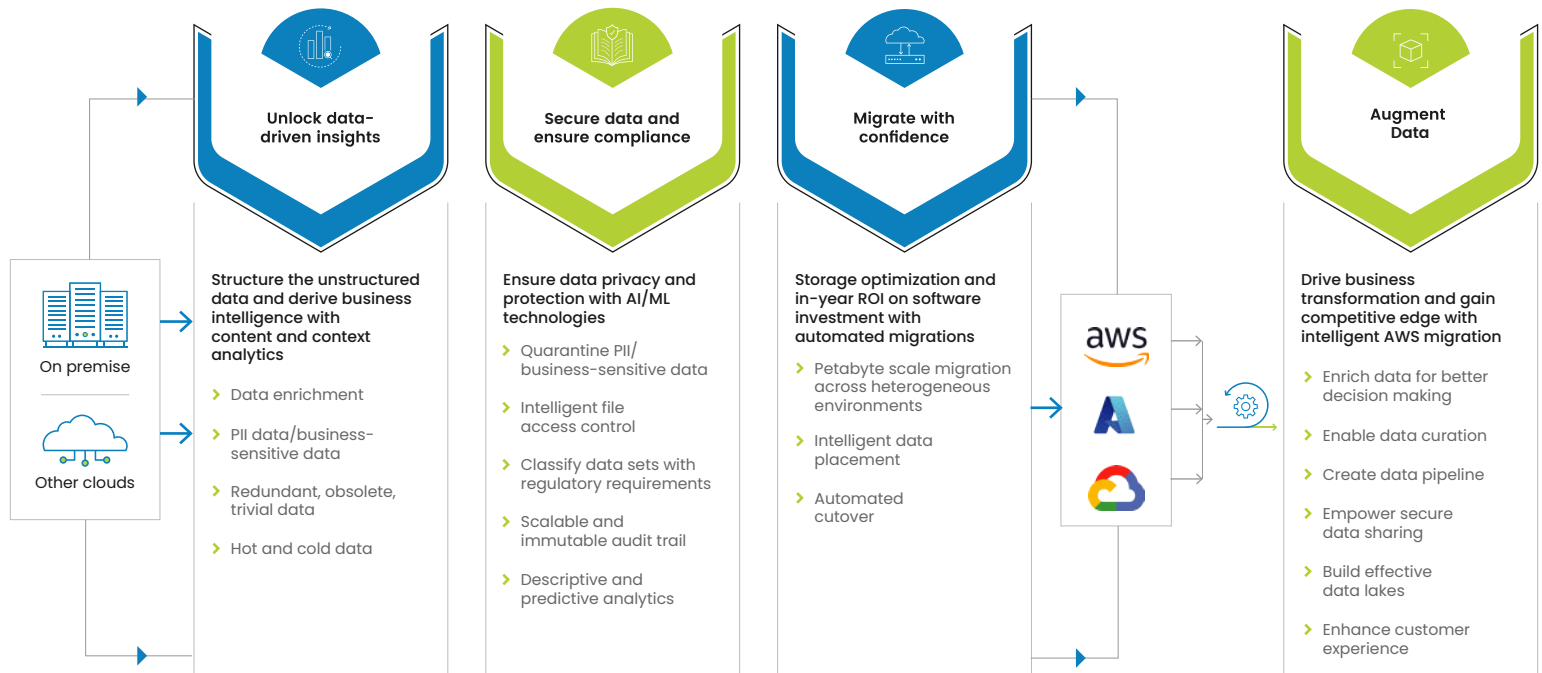 On premise
Other clouds
Unlock data-
driven insights
Structure the unstructured
data and derive business
intelligence with
content and context
analytics
Data enrichment
PII data/business-
sensitive data
Redundant, obsolete,
trivial data
Hot and cold data
Secure data and
ensure compliance
Ensure data privacy and
protection with AI/ML
technologies
Quarantine PII/
business-sensitive data
Intelligent file
access control
Classify data sets with
regulatory requirements
Scalable and
immutable audit trail
Descriptive and
predictive analytics
Migrate with
confidence
Storage optimization and
in-year ROI on software
investment with
automated migrations
Petabyte scale migration
across heterogeneous
environments
Intelligent data
placement
Automated
cutover
aws
Augment
Data
Drive business
transformation and gain
competitive edge with
intelligent AWS migration
Enrich data for better
decision making
Enable data curation
Create data pipeline
Empower secure
data sharing
Build effective
data lakes
Enhance customer
experience